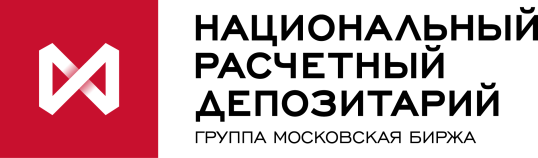 НАЦИОНАЛЬНЫЙ
РАСЧЕТНЫЙ
ДЕПОЗИТАРИЙ
ГРУППА МОСКОВСКАЯ БИРЖА